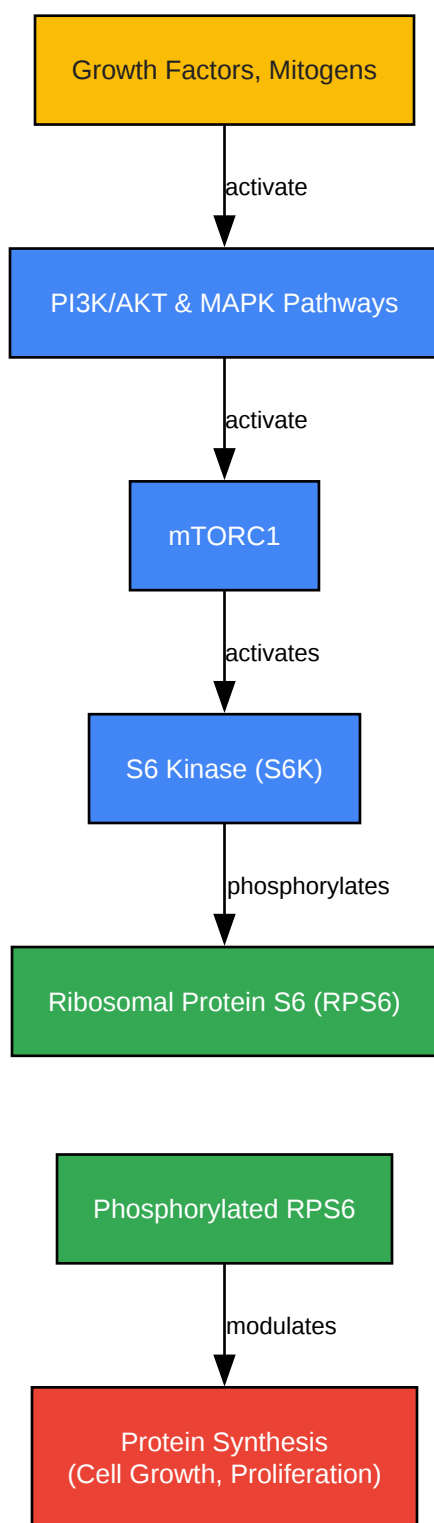 Growth Factors, Mitogens
activate
PI3K/AKT & MAPK Pathways
activate
mTORC1
activates
S6 Kinase (S6K)
phosphorylates
Ribosomal Protein S6 (RPS6)
Phosphorylated RPS6
modulates
Protein Synthesis
(Cell Growth, Proliferation)